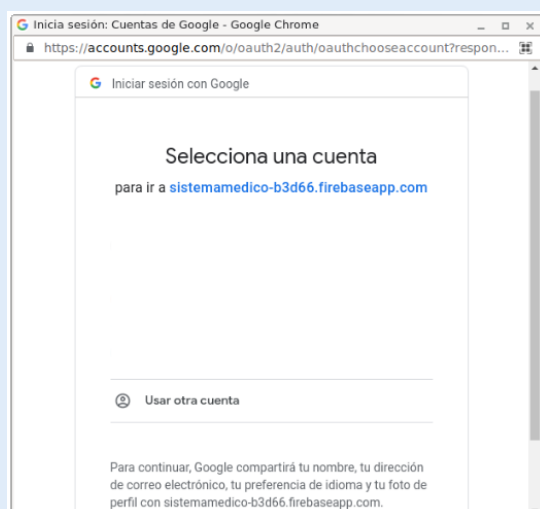 Inicia sesión: Cuentas de Google - Google Chrome
https://accounts.google.com/o/oauth2/auth/oauthchooseaccount?respon...
Iniciar sesión con Google
Selecciona una cuenta
para ir a sistemamedico-b3d66.firebaseapp.com
Usar otra cuenta
Para continuar, Google compartirá tu nombre, tu dirección
de correo electrónico, tu preferencia de idioma y tu foto de
perfil con sistemamedico-b3d66.firebaseapp.com.